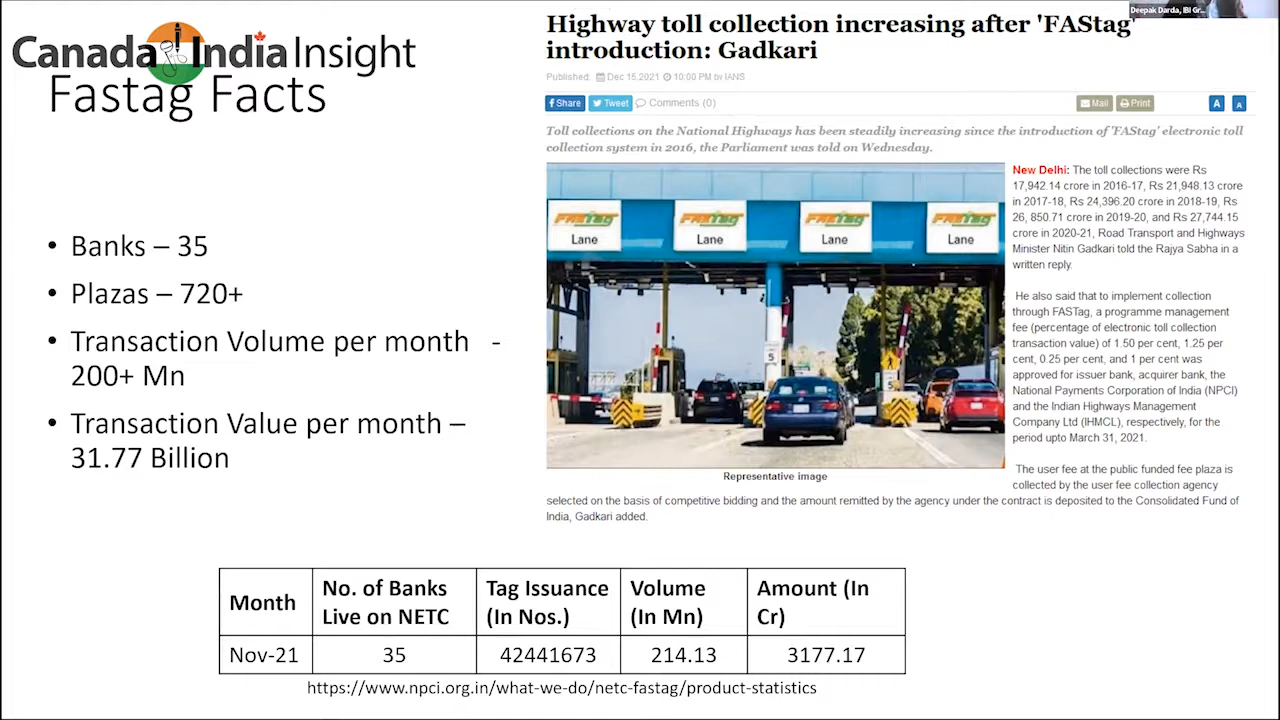 Canada India Insight
Fastag Facts
• Banks – 35
• Plazas – 720+
• Transaction Volume per month -
200+ Mn
• Transaction Value per month –
31.77 Billion
Deepak Darda, IBI Gr...
Highway toll collection increasing after 'FAStag'
introduction: Gadkari
Published: Dec 15,2021 10:00 PM by IANS
Share Tweet Comments (0) Mail Print A A
Toll collections on the National Highways has been steadily increasing since the introduction of 'FAStag' electronic toll
collection system in 2016, the Parliament was told on Wednesday.
FASTag FASTag FASTag FASTag
Lane Lane Lane Lane
5
5
Representative image
New Delhi: The toll collections were Rs
17,942.14 crore in 2016-17, Rs 21,948.13 crore
in 2017-18, Rs 24,396.20 crore in 2018-19, Rs
26, 850.71 crore in 2019-20, and Rs 27,744.15
crore in 2020-21, Road Transport and Highways
Minister Nitin Gadkari told the Rajya Sabha in a
written reply.
He also said that to implement collection
through FASTag, a programme management
fee (percentage of electronic toll collection
transaction value) of 1.50 per cent, 1.25 per
cent, 0.25 per cent, and 1 per cent was
approved for issuer bank, acquirer bank, the
National Payments Corporation of India (NPCI)
and the Indian Highways Management
Company Ltd (IHMCL), respectively, for the
period upto March 31, 2021.
The user fee at the public funded fee plaza is
collected by the user fee collection agency
selected on the basis of competitive bidding and the amount remitted by the agency under the contract is deposited to the Consolidated Fund of
India, Gadkari added.
Month No. of Banks Live on NETC Tag Issuance (In Nos.) Volume (In Mn) Amount (In Cr)
Nov-21 35 42441673 214.13 3177.17
https://www.npci.org.in/what-we-do/netc-fastag/product-statistics